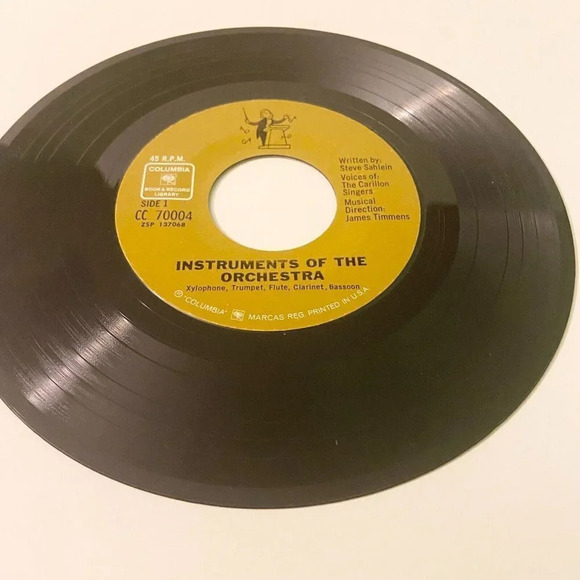 45 R.P.M.
COLUMBIA
BOOK & RECORD
LIBRARY
SIDE 1
CC 70004
ZSP 137068
Written by:
Steve Sahlein
Voices of:
The Carillon
Singers
Musical
Direction:
James Timmens
INSTRUMENTS OF THE
ORCHESTRA
Xylophone, Trumpet, Flute, Clarinet, Bassoon
Ⓟ "COLUMBIA" MARCAS REG. PRINTED IN U.S.A.